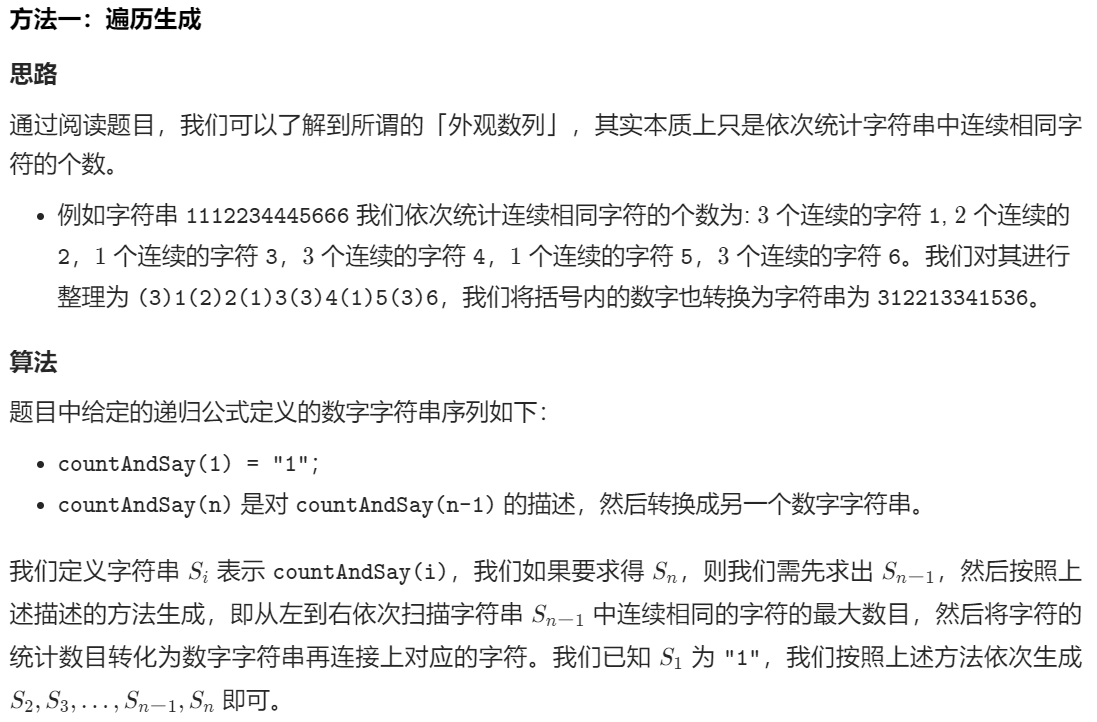 方法一：遍历生成
思路
通过阅读题目，我们可以了解到所谓的「外观数列」，其实本质上只是依次统计字符串中连续相同字
符的个数。
• 例如字符串 1112234445666 我们依次统计连续相同字符的个数为: 3 个连续的字符 1, 2 个连续的
2，1 个连续的字符 3，3 个连续的字符 4，1 个连续的字符 5，3 个连续的字符 6。我们对其进行
整理为 (3)1(2)2(1)3(3)4(1)5(3)6，我们将括号内的数字也转换为字符串为 312213341536。
算法
题目中给定的递归公式定义的数字字符串序列如下：
• countAndSay(1) = "1"；
• countAndSay(n) 是对 countAndSay(n-1) 的描述，然后转换成另一个数字字符串。
我们定义字符串 S_i 表示 countAndSay(i)，我们如果要求得 S_n，则我们需先求出 S_{n-1}，然后按照上
述描述的方法生成，即从左到右依次扫描字符串 S_{n-1} 中连续相同的字符的最大数目，然后将字符的
统计数目转化为数字字符串再连接上对应的字符。我们已知 S_1 为 "1"，我们按照上述方法依次生成
S_2, S_3, ..., S_{n-1}, S_n 即可。